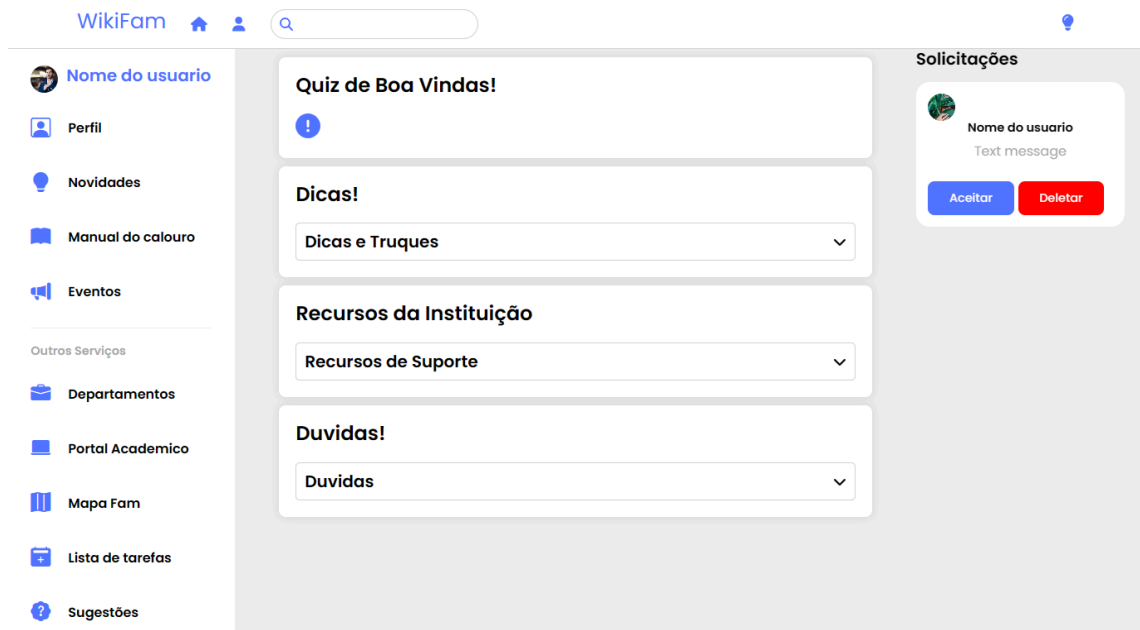 WikiFam
Nome do usuario
Perfil
Novidades
Manual do calouro
Eventos
Outros Serviços
Departamentos
Portal Academico
Mapa Fam
Lista de tarefas
Sugestões
Quiz de Boa Vindas!
Dicas!
Dicas e Truques
Recursos da Instituição
Recursos de Suporte
Duvidas!
Duvidas
Solicitações
Nome do usuario
Text message
Aceitar
Deletar